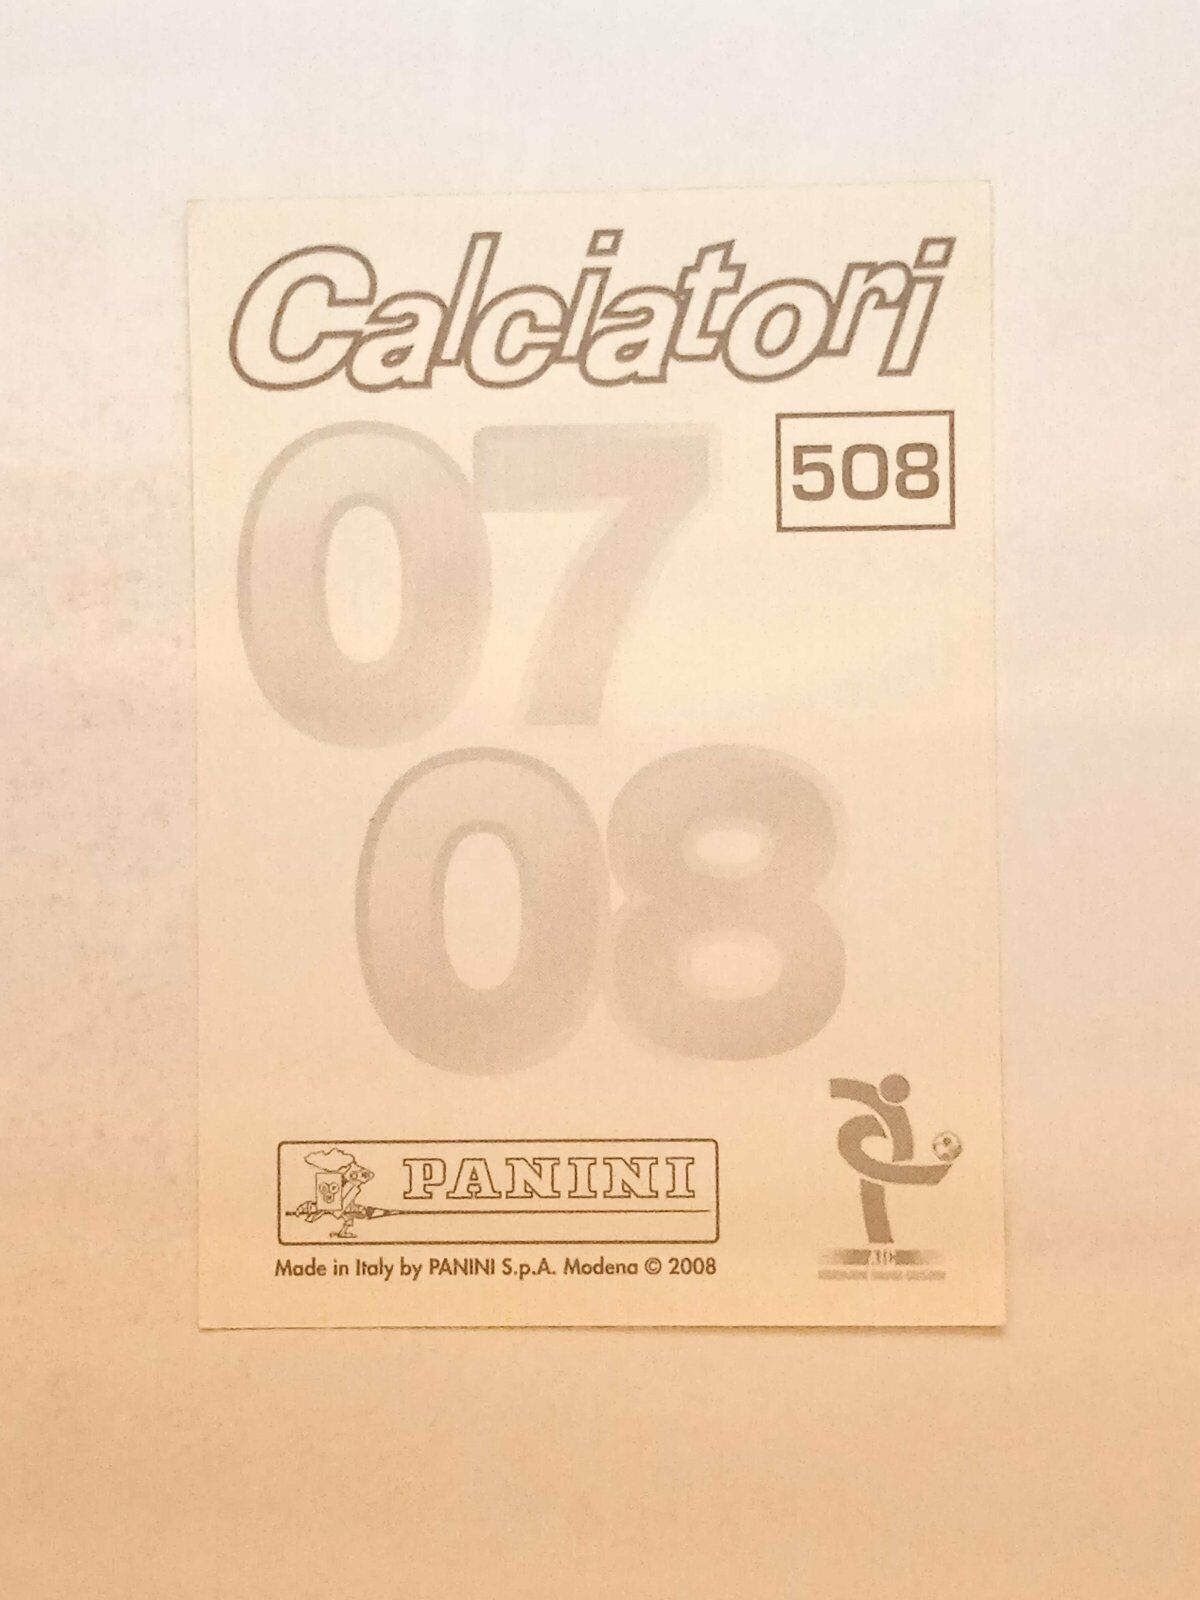 Calciatori
07
508
08
PANINI
Made in Italy by PANINI S.p.A. Modena © 2008